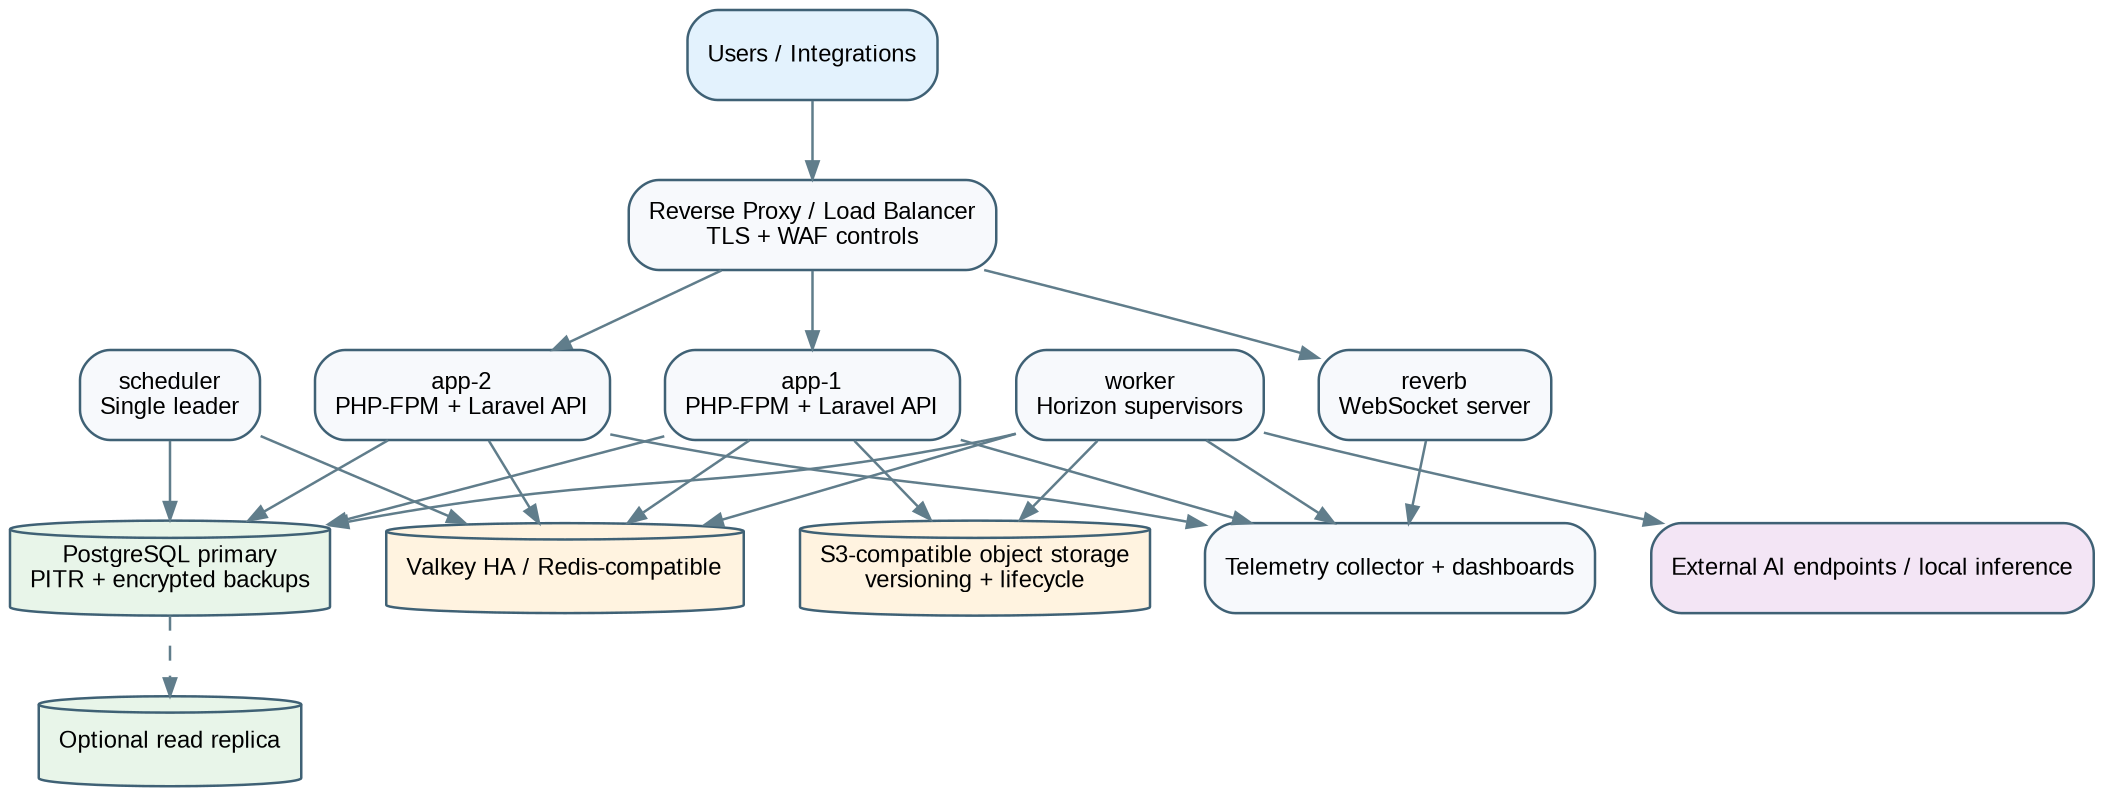 Users / Integrations
Reverse Proxy / Load Balancer
TLS + WAF controls
scheduler
Single leader
app-2
PHP-FPM + Laravel API
app-1
PHP-FPM + Laravel API
worker
Horizon supervisors
reverb
WebSocket server
PostgreSQL primary
PITR + encrypted backups
Valkey HA / Redis-compatible
S3-compatible object storage
versioning + lifecycle
Telemetry collector + dashboards
External AI endpoints / local inference
Optional read replica